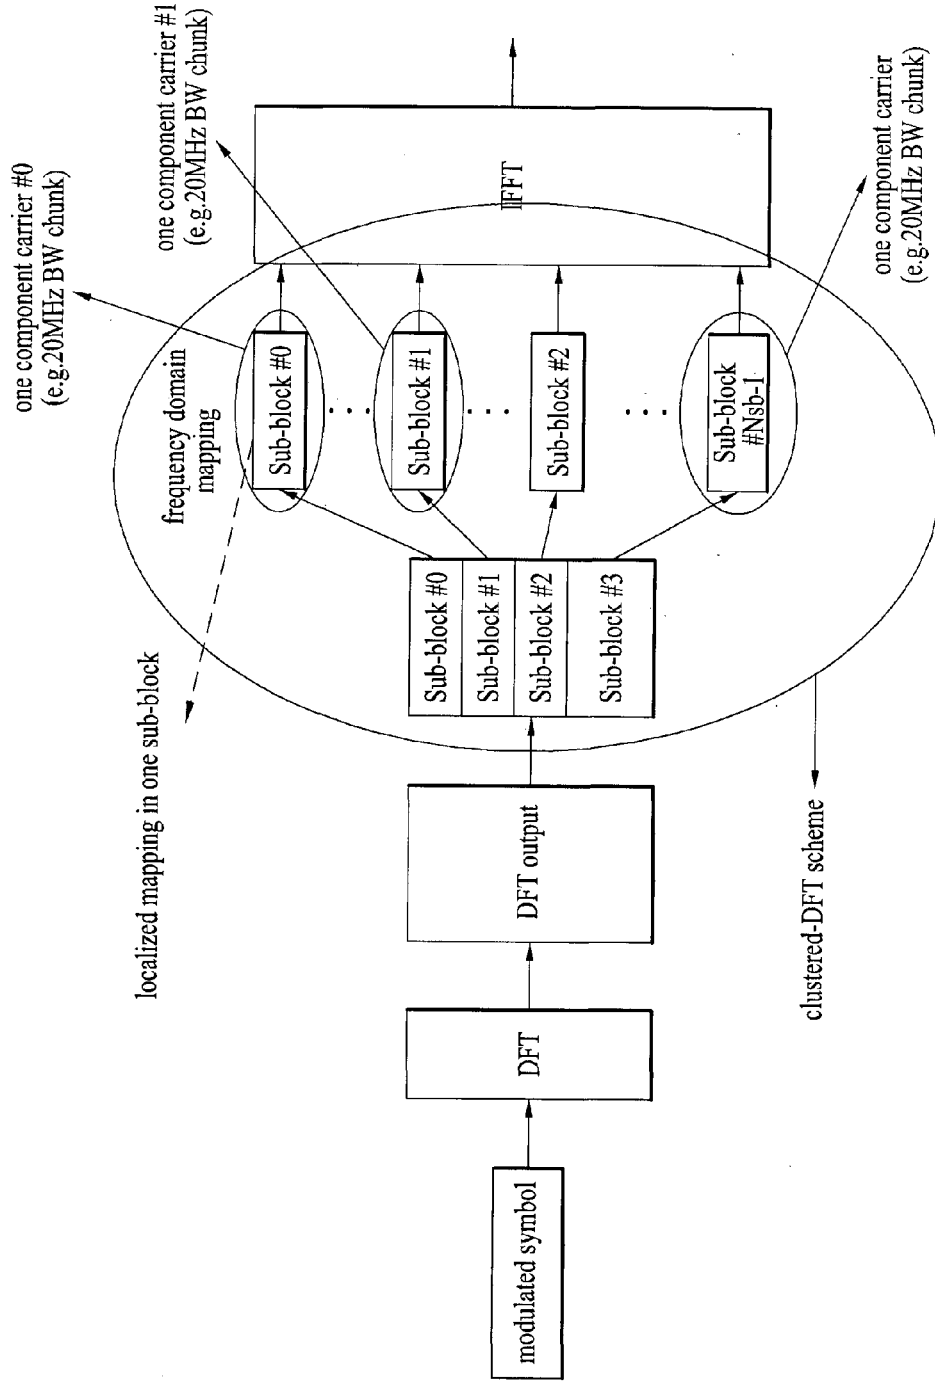 modulated symbol
DFT
DFT output
localized mapping in one sub-block
Sub-block #0
Sub-block #1
Sub-block #2
Sub-block #3
frequency domain
mapping
Sub-block #0
Sub-block #1
Sub-block #2
Sub-block
#Nsb-1
one component carrier #0
(e.g.20MHz BW chunk)
one component carrier #1
(e.g.20MHz BW chunk)
IFFT
one component carrier
(e.g.20MHz BW chunk)
clustered-DFT scheme